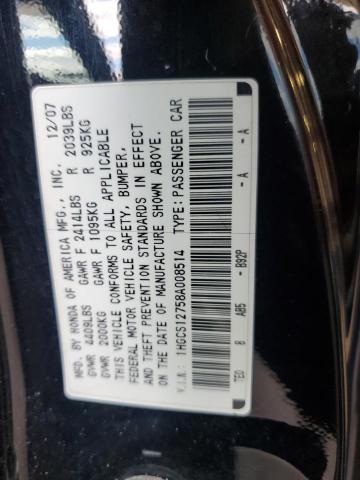 MFD. BY HONDA OF AMERICA MFG., INC. 12/07
GVWR 4409LBS GAWR F 2414LBS R 2039LBS
GVWR 2000KG GAWR F 1095KG R 925KG
THIS VEHICLE CONFORMS TO ALL APPLICABLE
FEDERAL MOTOR VEHICLE SAFETY, BUMPER,
AND THEFT PREVENTION STANDARDS IN EFFECT
ON THE DATE OF MANUFACTURE SHOWN ABOVE.
V.I.N.: 1HGCS12758A008514 TYPE: PASSENGER CAR
TE0 8 AB5 - B92P - A - A